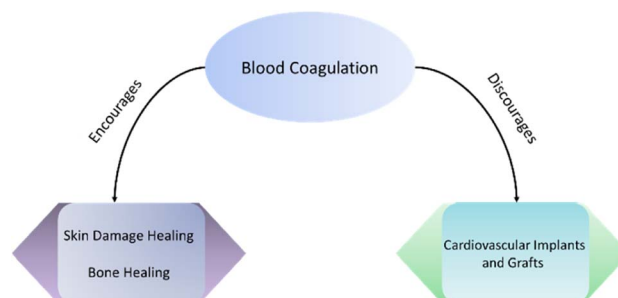 Blood Coagulation
Encourages
Discourages
Skin Damage Healing
Bone Healing
Cardiovascular Implants
and Grafts